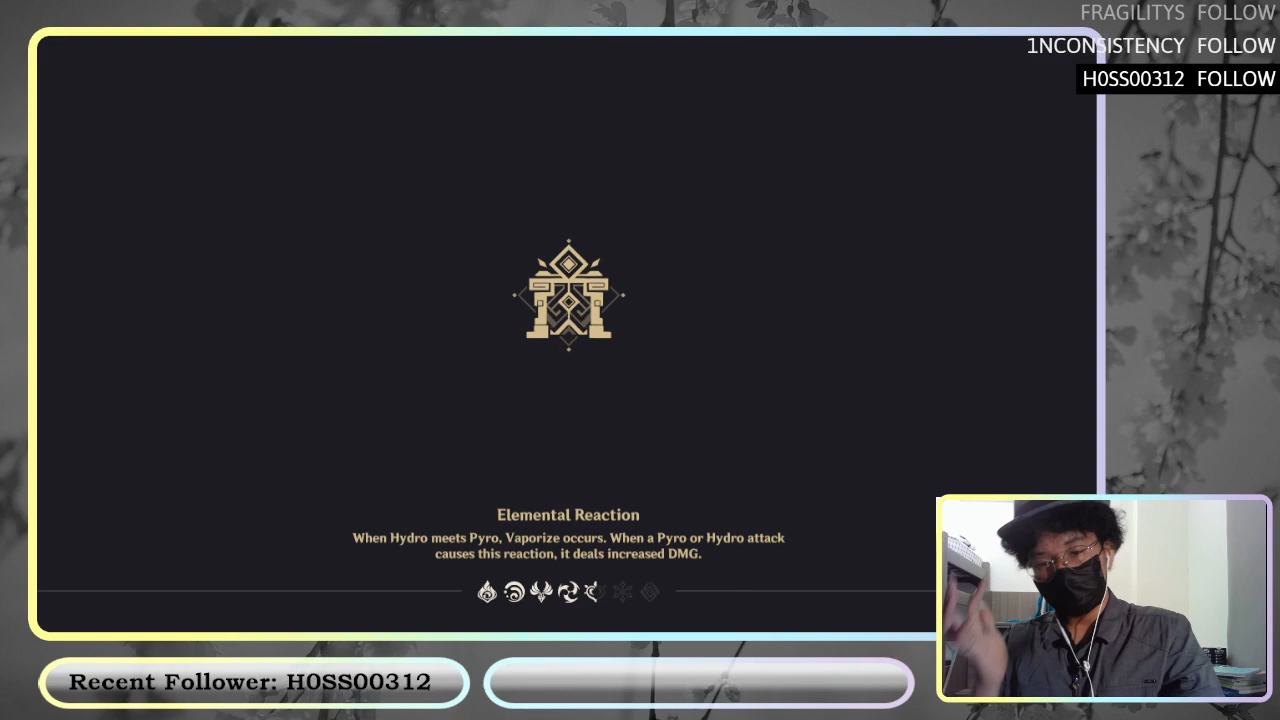 FRAGILITYS FOLLOW
1NCONSISTENCY FOLLOW
H0SS00312 FOLLOW
Elemental Reaction
When Hydro meets Pyro, Vaporize occurs. When a Pyro or Hydro attack
causes this reaction, it deals increased DMG.
Recent Follower: H0SS00312